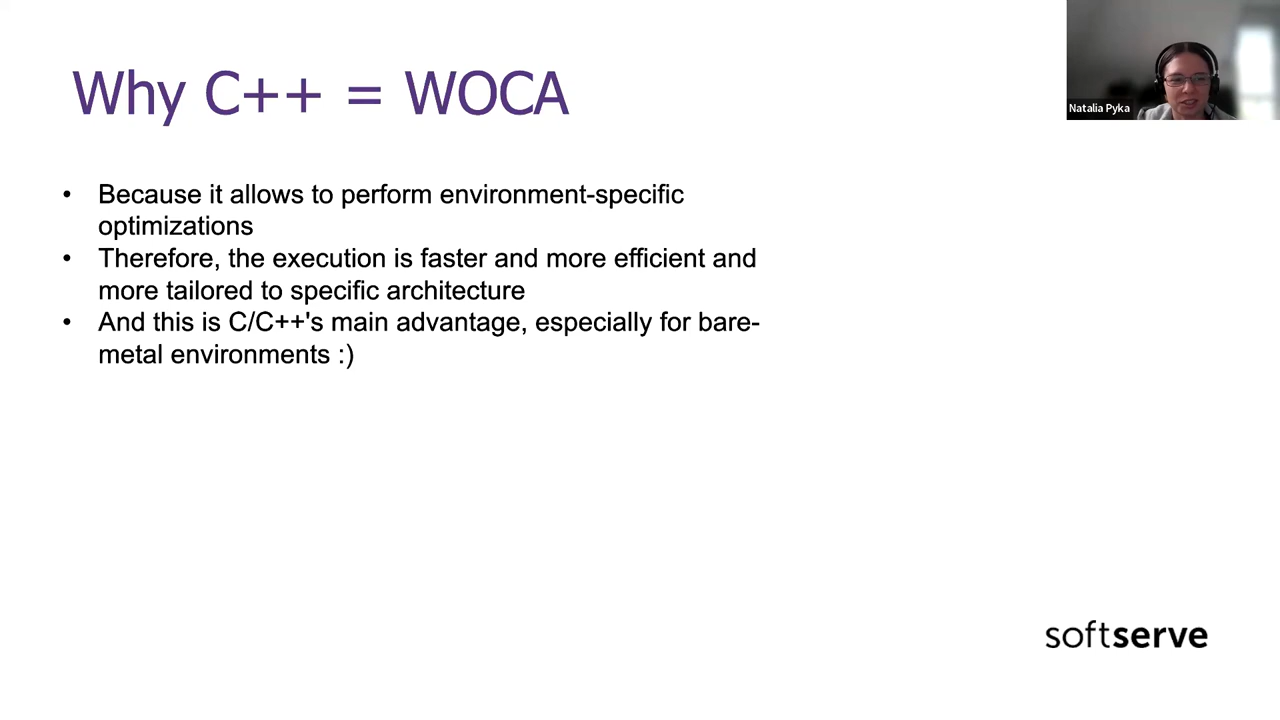 Why C++ = WOCA
Natalia Pyka
• Because it allows to perform environment-specific
optimizations
• Therefore, the execution is faster and more efficient and
more tailored to specific architecture
• And this is C/C++'s main advantage, especially for bare-
metal environments :)
softserve